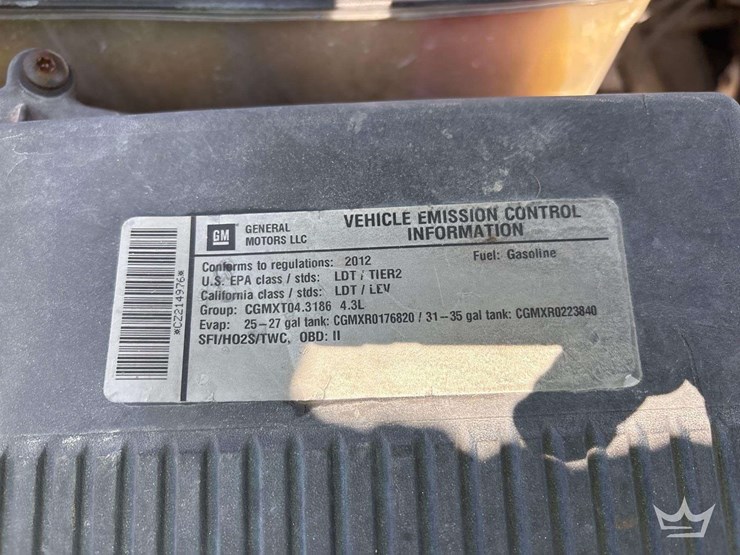 *CZ214976*
GM
GENERAL
MOTORS LLC
VEHICLE EMISSION CONTROL
INFORMATION
Conforms to regulations: 2012
Fuel: Gasoline
U.S. EPA class / stds: LDT / TIER2
California class / stds: LDT / LEV
Group: CGMXT04.3186 4.3L
Evap: 25-27 gal tank: CGMXR0176820 / 31-35 gal tank: CGMXR0223840
SFI/HO2S/TWC, OBD: II